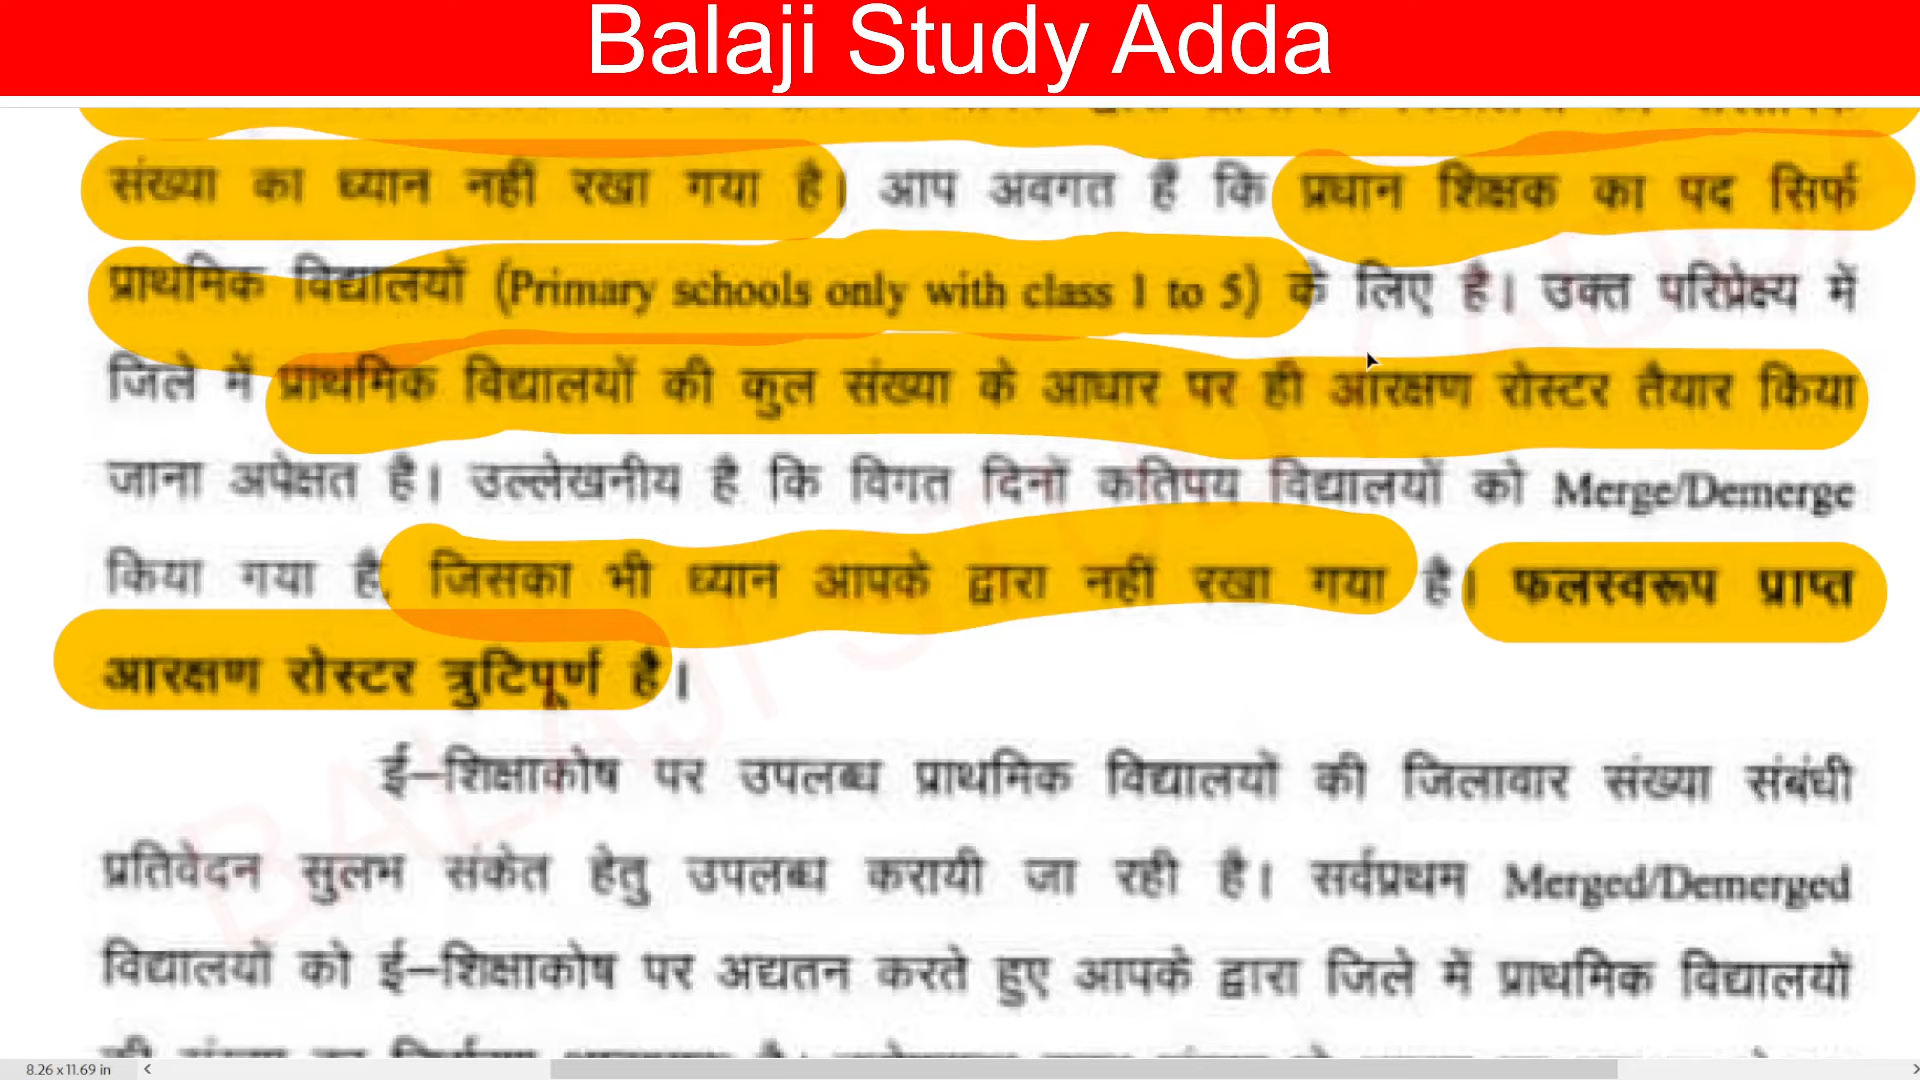 Balaji Study Adda
संख्या का ध्यान नहीं रखा गया है। आप अवगत हैं कि प्रधान शिक्षक का पद सिर्फ
प्राथमिक विद्यालयों (Primary schools only with class 1 to 5) के लिए है। उक्त परिप्रेक्ष्य में
जिले में प्राथमिक विद्यालयों की कुल संख्या के आधार पर ही आरक्षण रोस्टर तैयार किया
जाना अपेक्षत है। उल्लेखनीय है कि विगत दिनों कतिपय विद्यालयों को Merge/Demerge
किया गया है, जिसका भी ध्यान आपके द्वारा नहीं रखा गया है। फलस्वरूप प्राप्त
आरक्षण रोस्टर त्रुटिपूर्ण है।
ई–शिक्षाकोष पर उपलब्ध प्राथमिक विद्यालयों की जिलावार संख्या संबंधी
प्रतिवेदन सुलभ संकेत हेतु उपलब्ध करायी जा रही है। सर्वप्रथम Merged/Demerged
विद्यालयों को ई–शिक्षाकोष पर अद्यतन करते हुए आपके द्वारा जिले में प्राथमिक विद्यालयों
8.26 x 11.69 in